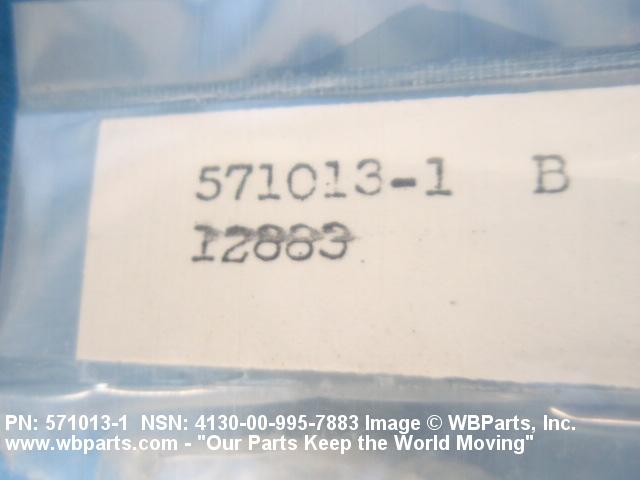 571013-1 B
12883
PN: 571013-1 NSN: 4130-00-995-7883 Image © WBParts, Inc.
www.wbparts.com - "Our Parts Keep the World Moving"